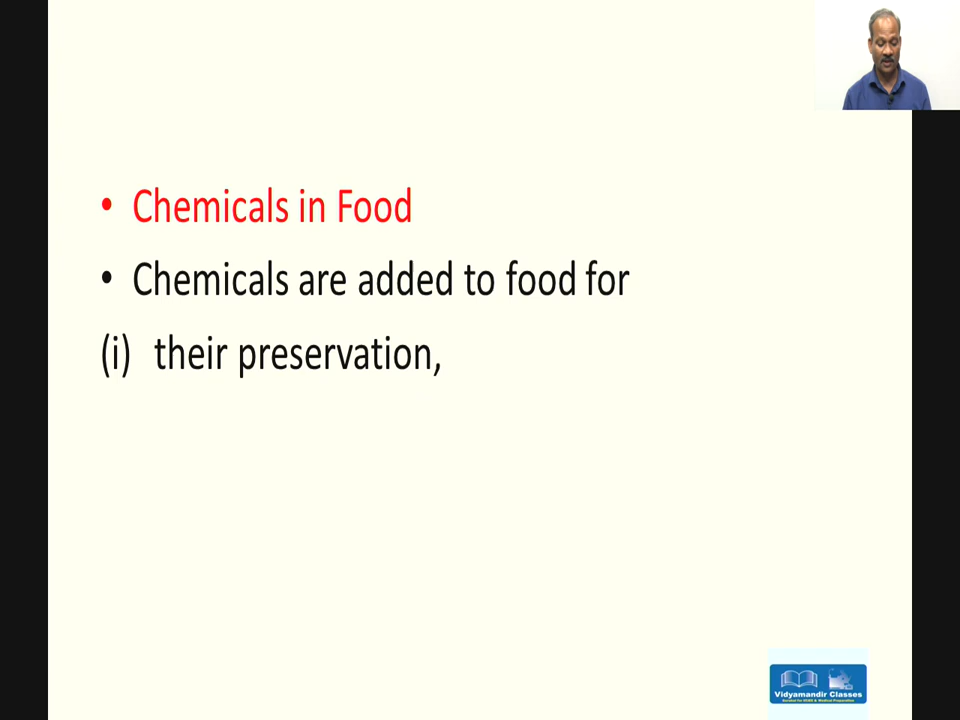 • Chemicals in Food
• Chemicals are added to food for
(i) their preservation,
Vidyamandir Classes